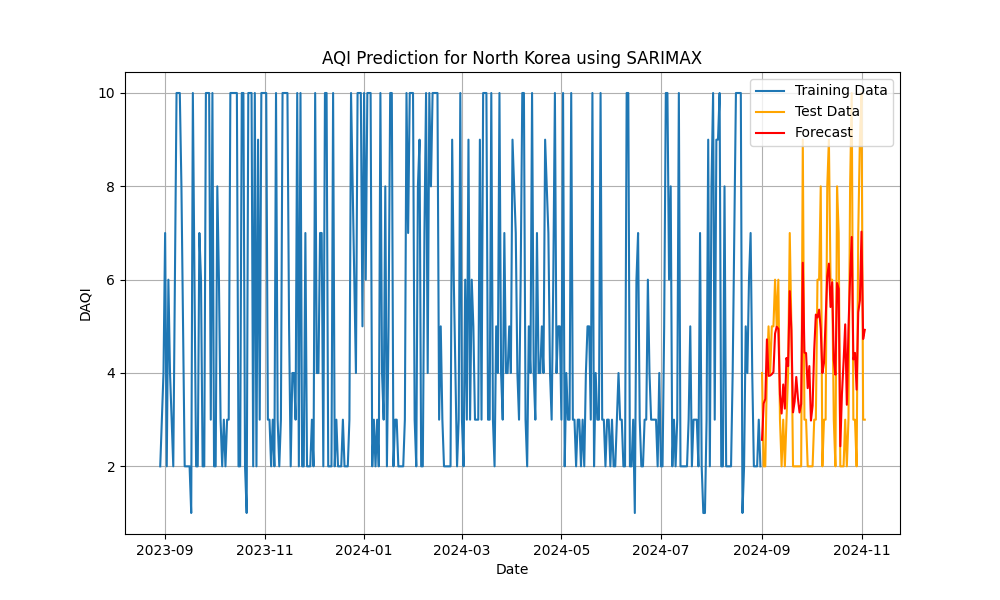 AQI Prediction for North Korea using SARIMAX
Training Data
Test Data
Forecast
10
8
6
4
2
DAQI
2023-09 2023-11 2024-01 2024-03 2024-05 2024-07 2024-09 2024-11
Date